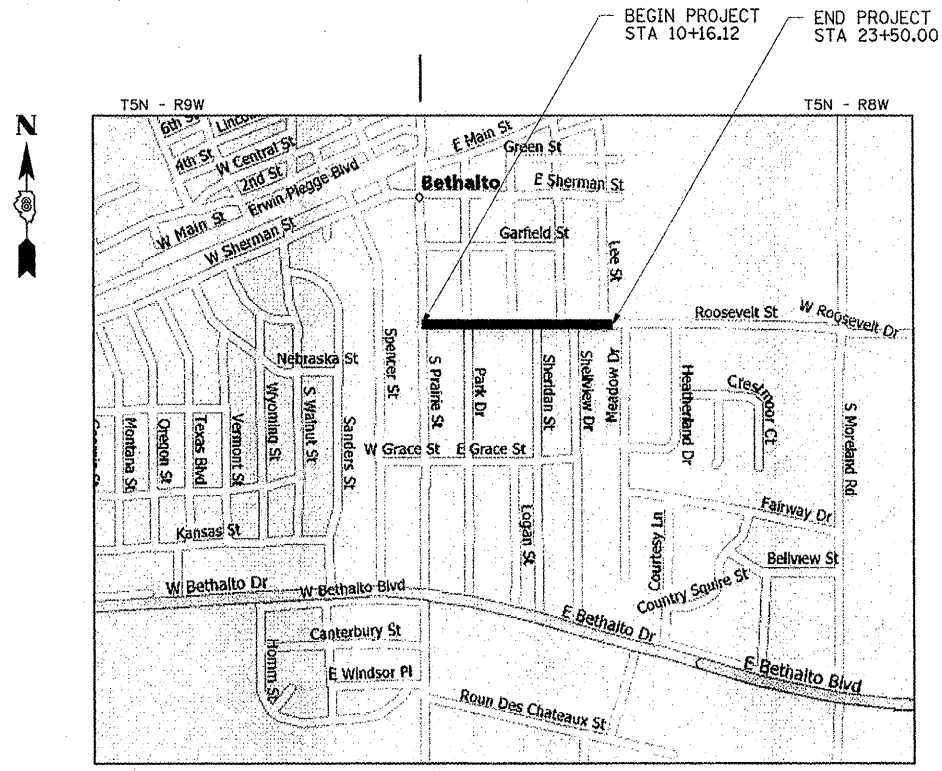 BEGIN PROJECT
STA 10+16.12
END PROJECT
STA 23+50.00
T5N - R9W
T5N - R8W
N
6th St
Lincol
4th St
W Central St
2nd St
Erwin Plegge Blvd
W Main St
W Sherman St
E Main St
Green St
Bethalto
E Sherman St
Garfield St
Lee St
Roosevelt St
W Roosevelt Dr
Nebraska St
Spencer St
S Prairie St
Park Dr
Sheridan St
Shellview Dr
Meadow Dr
Heatherland Dr
Crestmoor Ct
S Moreland Rd
Montana St
Oregon St
Texas Blvd
Vermont St
Wyoming St
S Walnut St
Sanders St
W Grace St
E Grace St
Logan St
Kansas St
Fairway Dr
Courtesy Ln
Bellview St
Country Squire St
W Bethalto Dr
W Bethalto Blvd
E Bethalto Dr
E Bethalto Blvd
Canterbury St
Homm St
E Windsor Pl
Roun Des Chateaux St